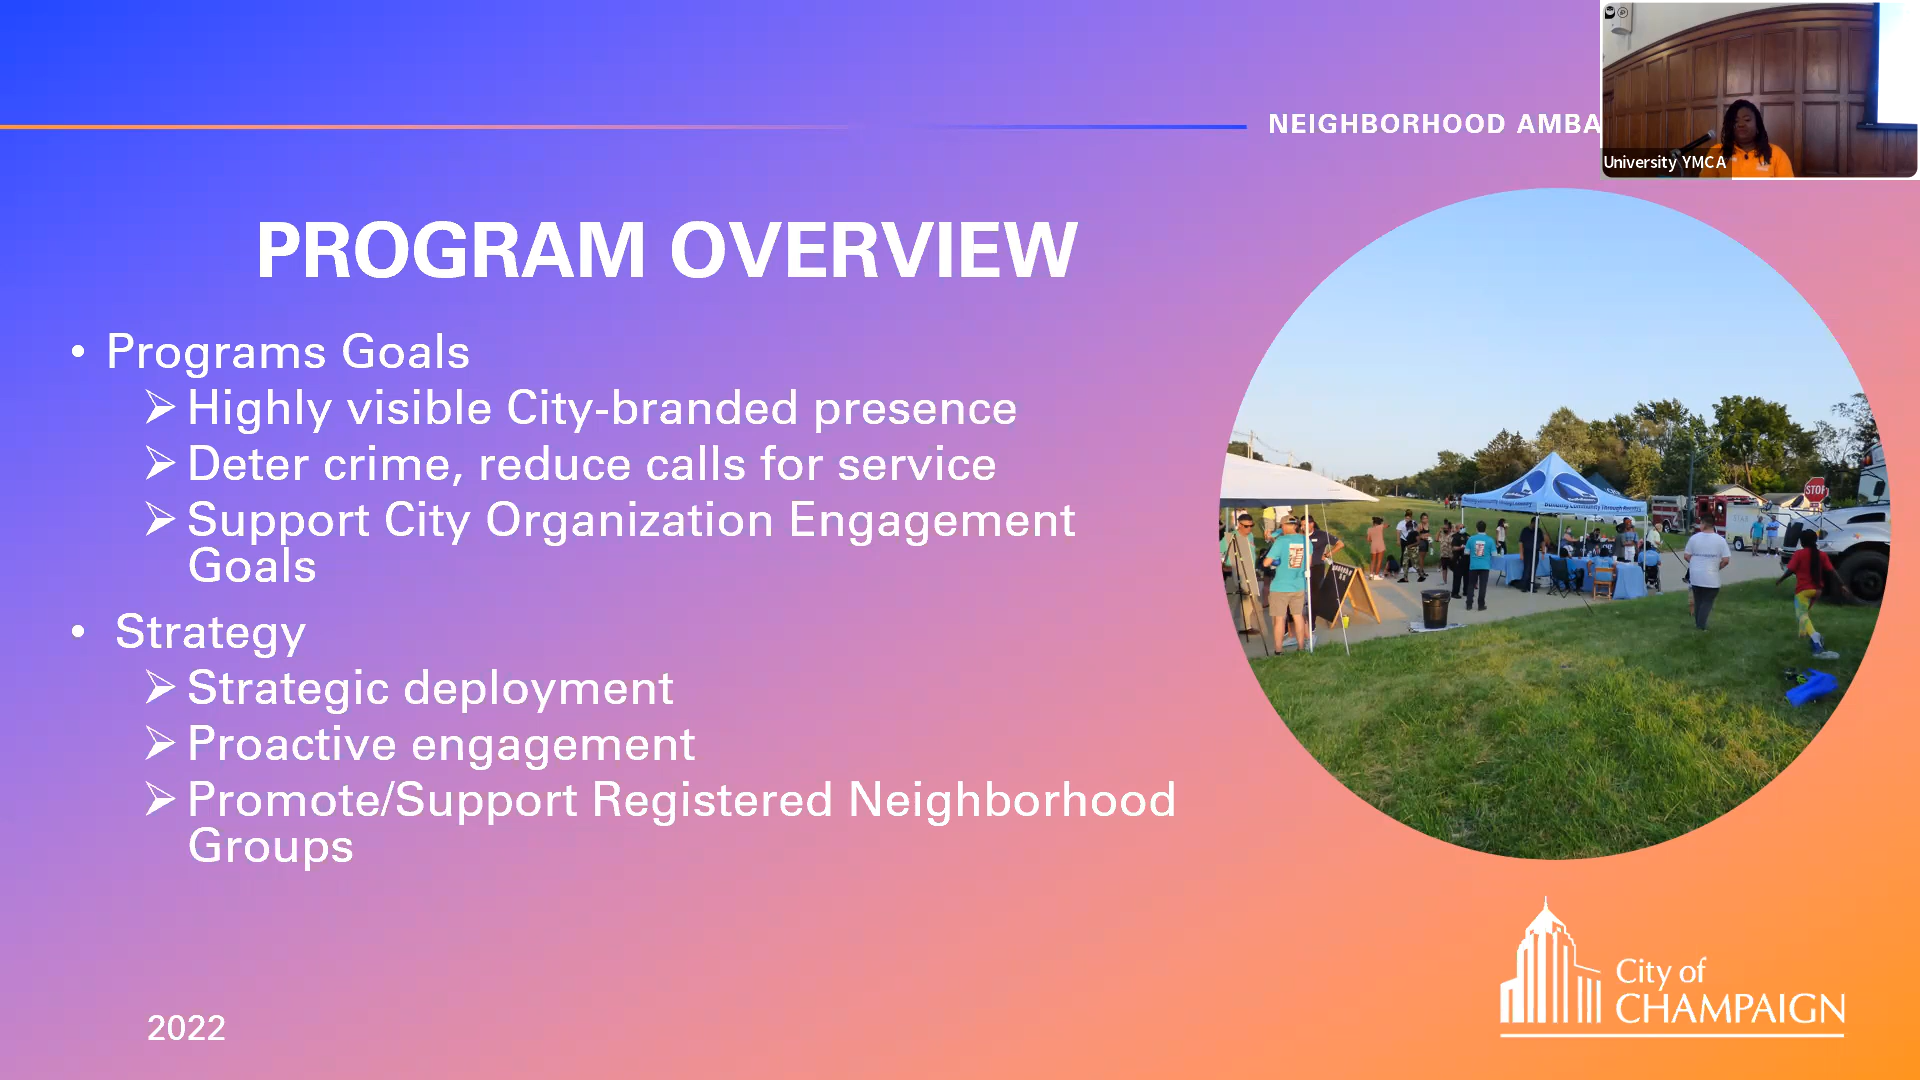 NEIGHBORHOOD AMBA
University YMCA
PROGRAM OVERVIEW
• Programs Goals
➢ Highly visible City-branded presence
➢ Deter crime, reduce calls for service
➢ Support City Organization Engagement
Goals
• Strategy
➢ Strategic deployment
➢ Proactive engagement
➢ Promote/Support Registered Neighborhood
Groups
STOP
2022
City of
CHAMPAIGN